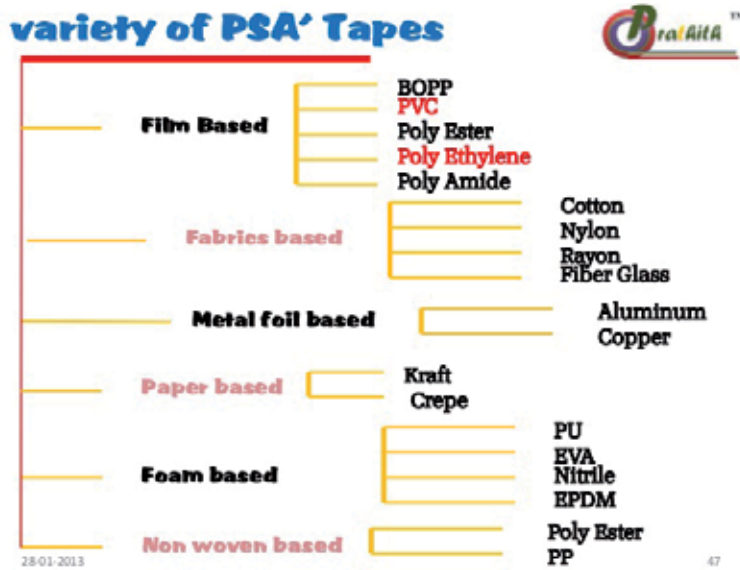 variety of PSA' Tapes
Brathith TM
Film Based
BOPP
PVC
Poly Ester
Poly Ethylene
Poly Amide
Fabrics based
Cotton
Nylon
Rayon
Fiber Glass
Metal foil based
Aluminum
Copper
Paper based
Kraft
Crepe
Foam based
PU
EVA
Nitrile
EPDM
Non woven based
Poly Ester
PP
28-01-2013
47